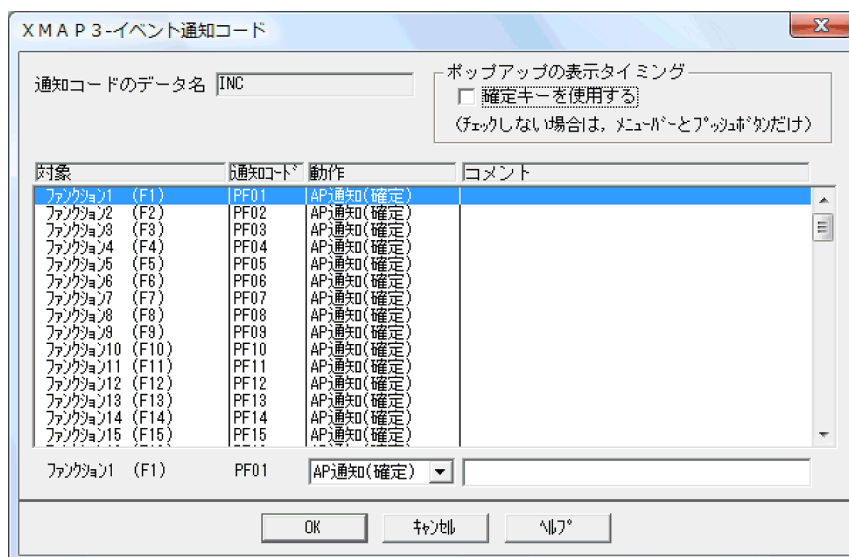 XMAP3-イベント通知コード
通知コードのデータ名 INC
ポップアップの表示タイミング
確定キーを使用する
(ﾁｪｯｸしない場合は，ﾒﾆｭｰﾊﾞｰとﾌﾟｯｼｭﾎﾞﾀﾝだけ)
対象 通知ｺｰﾄﾞ 動作 コメント
ﾌｧﾝｸｼｮﾝ1 (F1) PF01 AP通知(確定)
ﾌｧﾝｸｼｮﾝ2 (F2) PF02 AP通知(確定)
ﾌｧﾝｸｼｮﾝ3 (F3) PF03 AP通知(確定)
ﾌｧﾝｸｼｮﾝ4 (F4) PF04 AP通知(確定)
ﾌｧﾝｸｼｮﾝ5 (F5) PF05 AP通知(確定)
ﾌｧﾝｸｼｮﾝ6 (F6) PF06 AP通知(確定)
ﾌｧﾝｸｼｮﾝ7 (F7) PF07 AP通知(確定)
ﾌｧﾝｸｼｮﾝ8 (F8) PF08 AP通知(確定)
ﾌｧﾝｸｼｮﾝ9 (F9) PF09 AP通知(確定)
ﾌｧﾝｸｼｮﾝ10 (F10) PF10 AP通知(確定)
ﾌｧﾝｸｼｮﾝ11 (F11) PF11 AP通知(確定)
ﾌｧﾝｸｼｮﾝ12 (F12) PF12 AP通知(確定)
ﾌｧﾝｸｼｮﾝ13 (F13) PF13 AP通知(確定)
ﾌｧﾝｸｼｮﾝ14 (F14) PF14 AP通知(確定)
ﾌｧﾝｸｼｮﾝ15 (F15) PF15 AP通知(確定)
ﾌｧﾝｸｼｮﾝ1 (F1) PF01 AP通知(確定)
OK ｷｬﾝｾﾙ ﾍﾙﾌﾟ